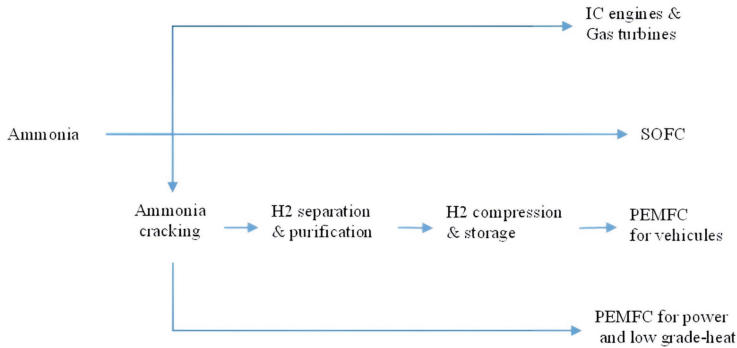 IC engines &
Gas turbines
Ammonia
SOFC
Ammonia
cracking
H2 separation
& purification
H2 compression
& storage
PEMFC
for vehicules
PEMFC for power
and low grade-heat